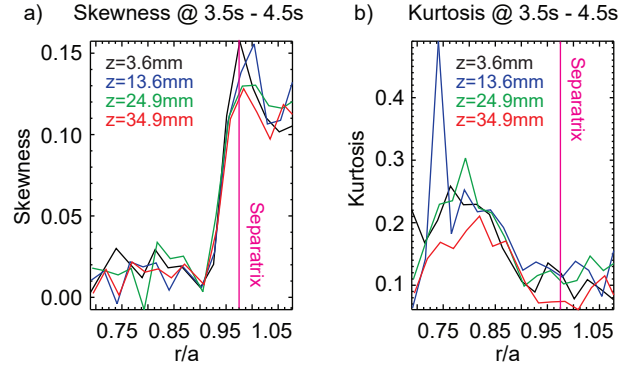 a) Skewness @ 3.5s - 4.5s
0.15
0.10
0.05
0.00
Skewness
z=3.6mm
z=13.6mm
z=24.9mm
z=34.9mm
Separatrix
0.75 0.85 0.95 1.05
r/a
b) Kurtosis @ 3.5s - 4.5s
0.4
0.3
0.2
0.1
Kurtosis
z=3.6mm
z=13.6mm
z=24.9mm
z=34.9mm
Separatrix
0.75 0.85 0.95 1.05
r/a